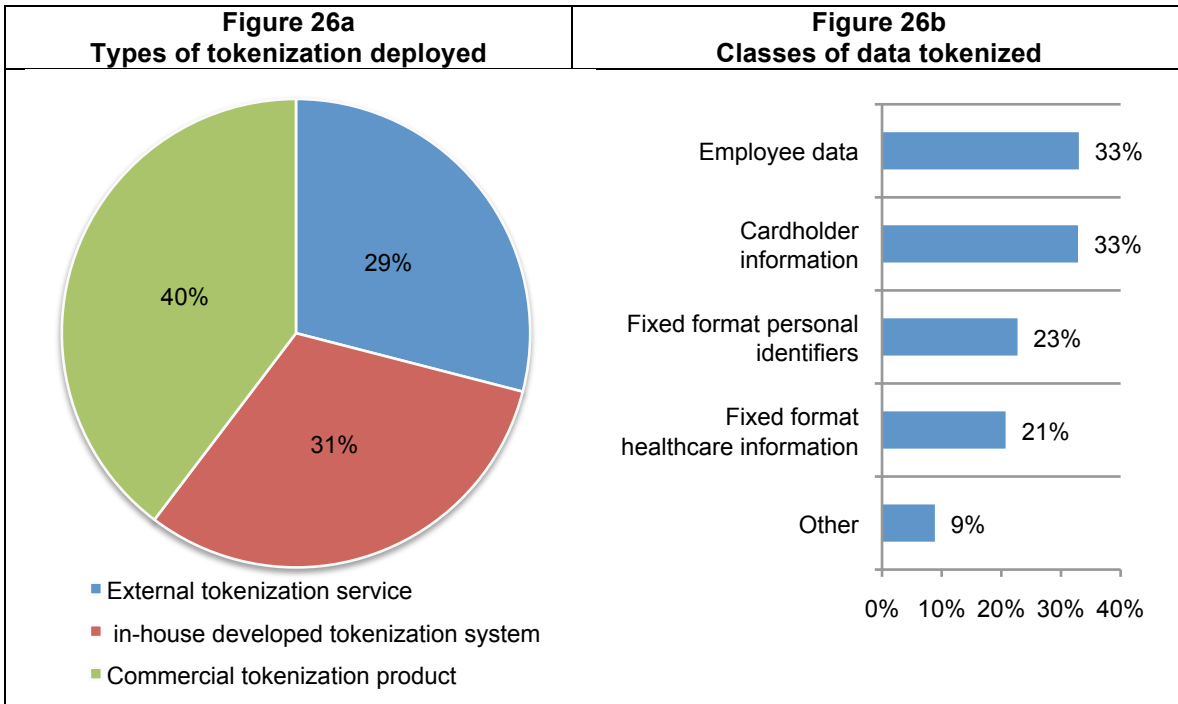 Figure 26a
Types of tokenization deployed
Figure 26b
Classes of data tokenized
29%
31%
40%
External tokenization service
in-house developed tokenization system
Commercial tokenization product
Employee data
33%
Cardholder
information
33%
Fixed format personal
identifiers
23%
Fixed format
healthcare information
21%
Other
9%
0% 10% 20% 30% 40%